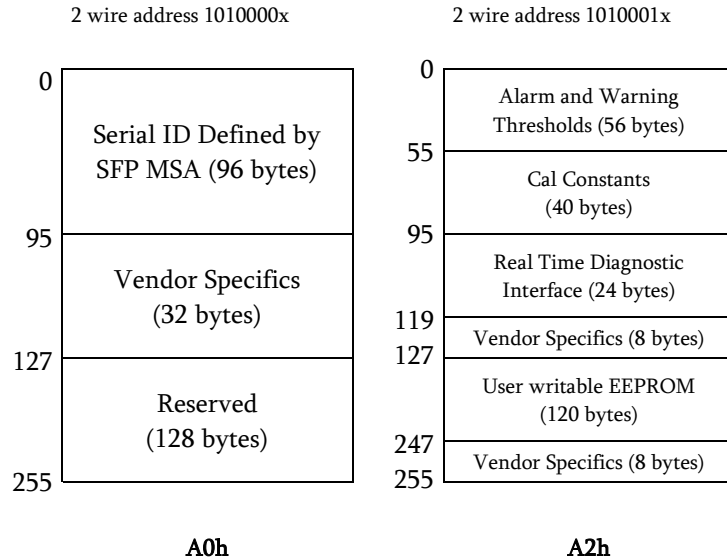 2 wire address 1010000x
0
Serial ID Defined by
SFP MSA (96 bytes)
95
Vendor Specifics
(32 bytes)
127
Reserved
(128 bytes)
255
A0h
2 wire address 1010001x
0
Alarm and Warning
Thresholds (56 bytes)
55
Cal Constants
(40 bytes)
95
Real Time Diagnostic
Interface (24 bytes)
119
Vendor Specifics (8 bytes)
127
User writable EEPROM
(120 bytes)
247
Vendor Specifics (8 bytes)
255
A2h